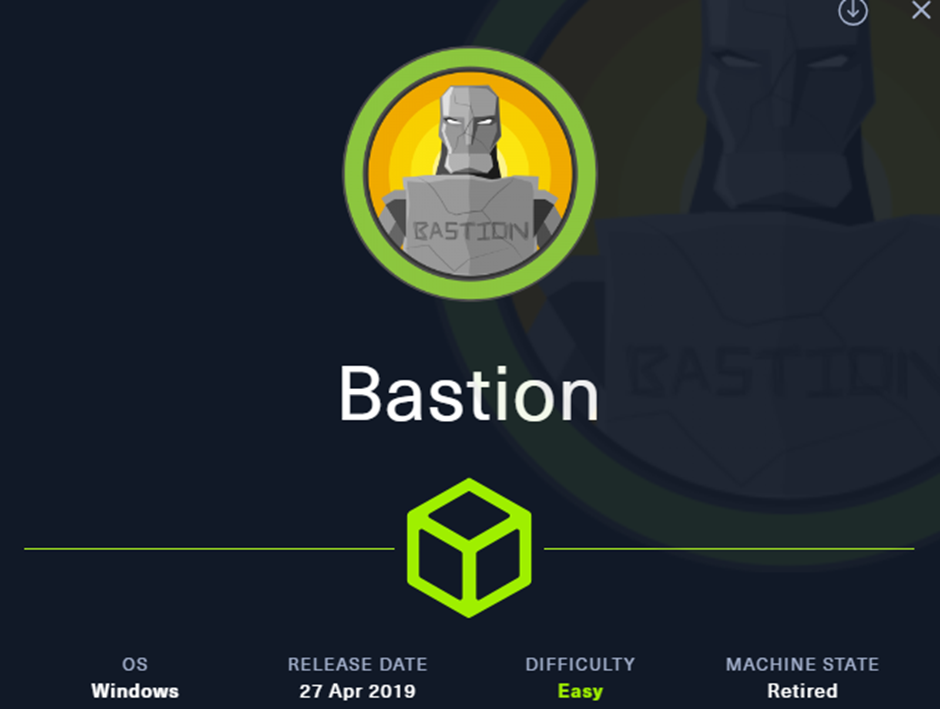 BASTION
BASTION
Bastion
OS RELEASE DATE DIFFICULTY MACHINE STATE
Windows 27 Apr 2019 Easy Retired